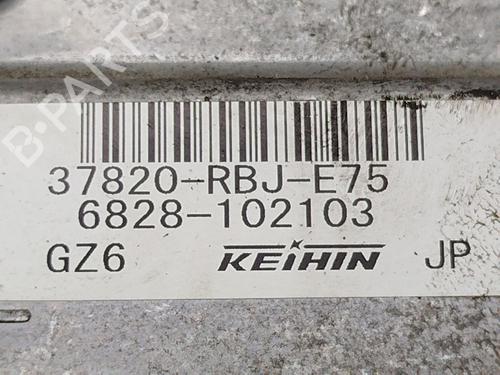 B-PARTS
37820-RBJ-E75
6828-102103
GZ6 KEIHIN JP